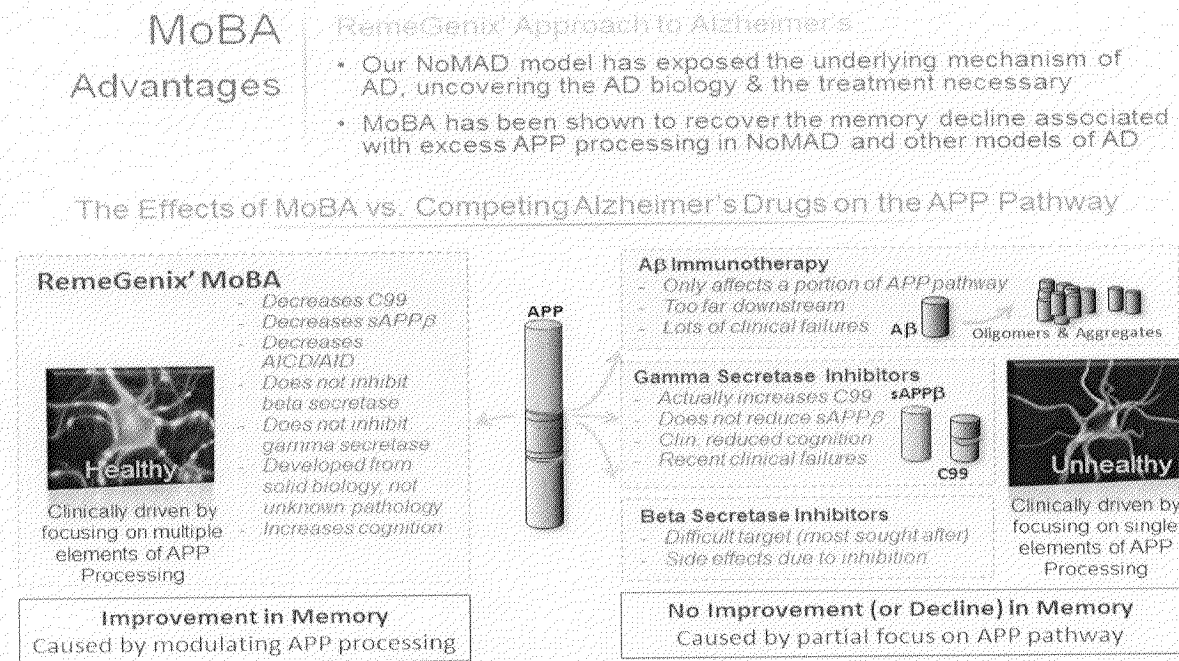 MoBA
Advantages
RemeGenix' Approach to Alzheimer's
• Our NoMAD model has exposed the underlying mechanism of
AD, uncovering the AD biology & the treatment necessary
• MoBA has been shown to recover the memory decline associated
with excess APP processing in NoMAD and other models of AD
The Effects of MoBA vs. Competing Alzheimer's Drugs on the APP Pathway
RemeGenix' MoBA
- Decreases C99
- Decreases sAPPβ
- Decreases
AICD/AID
- Does not inhibit
beta secretase
- Does not inhibit
gamma secretase
- Developed from
solid biology, not
unknown pathology
- Increases cognition
Healthy
Clinically driven by
focusing on multiple
elements of APP
Processing
Improvement in Memory
Caused by modulating APP processing
APP
Aβ Immunotherapy
- Only affects a portion of APP pathway
- Too far downstream
- Lots of clinical failures
Aβ
Oligomers & Aggregates
Gamma Secretase Inhibitors
- Actually increases C99
- Does not reduce sAPPβ
- Clin. reduced cognition
- Recent clinical failures
sAPPβ
C99
Beta Secretase Inhibitors
- Difficult target (most sought after)
- Side effects due to inhibition
Unhealthy
Clinically driven by
focusing on single
elements of APP
Processing
No Improvement (or Decline) in Memory
Caused by partial focus on APP pathway